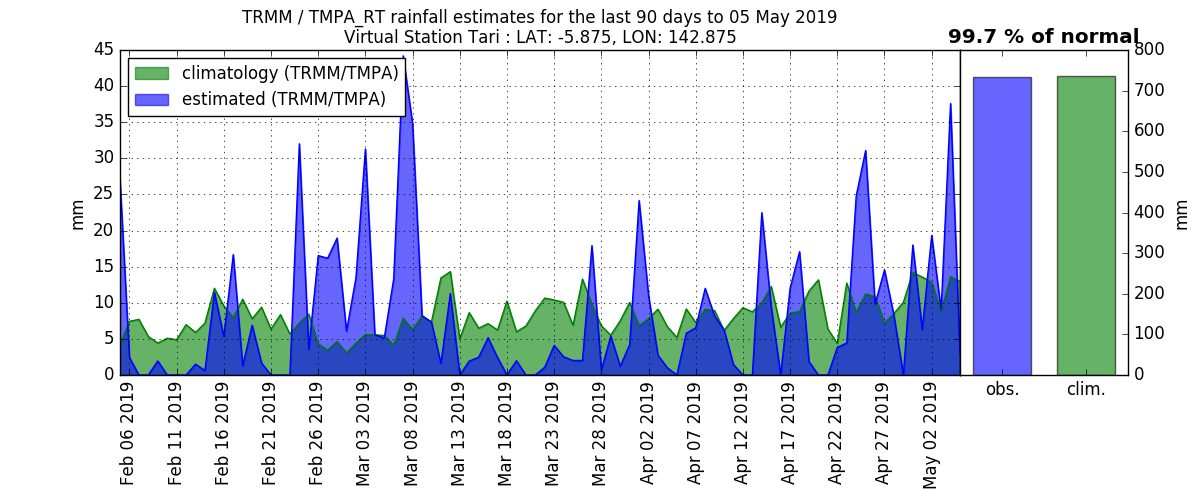 TRMM / TMPA_RT rainfall estimates for the last 90 days to 05 May 2019
Virtual Station Tari : LAT: -5.875, LON: 142.875
99.7 % of normal
climatology (TRMM/TMPA)
estimated (TRMM/TMPA)
mm
45
40
35
30
25
20
15
10
5
0
Feb 06 2019
Feb 11 2019
Feb 16 2019
Feb 21 2019
Feb 26 2019
Mar 03 2019
Mar 08 2019
Mar 13 2019
Mar 18 2019
Mar 23 2019
Mar 28 2019
Apr 02 2019
Apr 07 2019
Apr 12 2019
Apr 17 2019
Apr 22 2019
Apr 27 2019
May 02 2019
obs.
clim.
800
700
600
500
400
300
200
100
0
mm